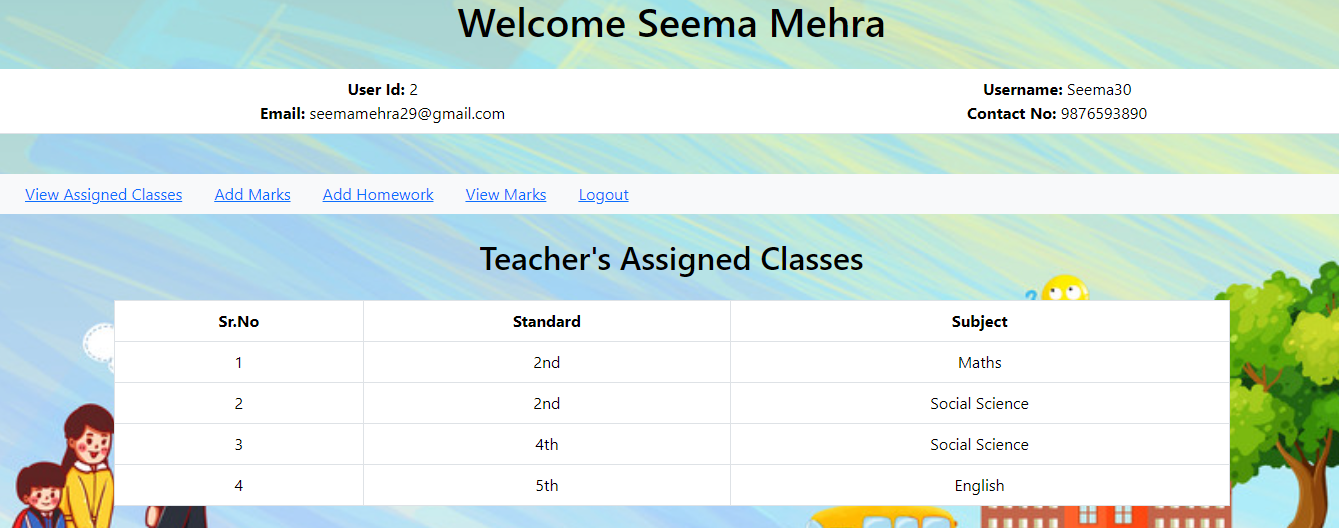 Welcome Seema Mehra
User Id: 2 Username: Seema30
Email: seemamehra29@gmail.com Contact No: 9876593890
View Assigned Classes Add Marks Add Homework View Marks Logout
Teacher's Assigned Classes
Sr.No Standard Subject
1 2nd Maths
2 2nd Social Science
3 4th Social Science
4 5th English